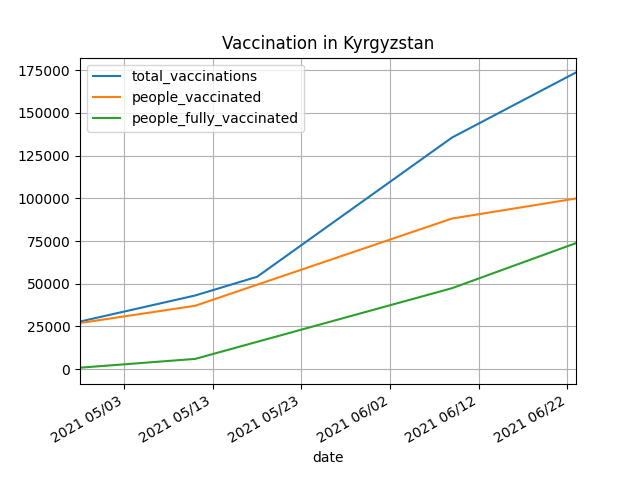 Vaccination in Kyrgyzstan
total_vaccinations
people_vaccinated
people_fully_vaccinated
175000
150000
125000
100000
75000
50000
25000
0
2021 05/03
2021 05/13
2021 05/23
2021 06/02
2021 06/12
2021 06/22
date